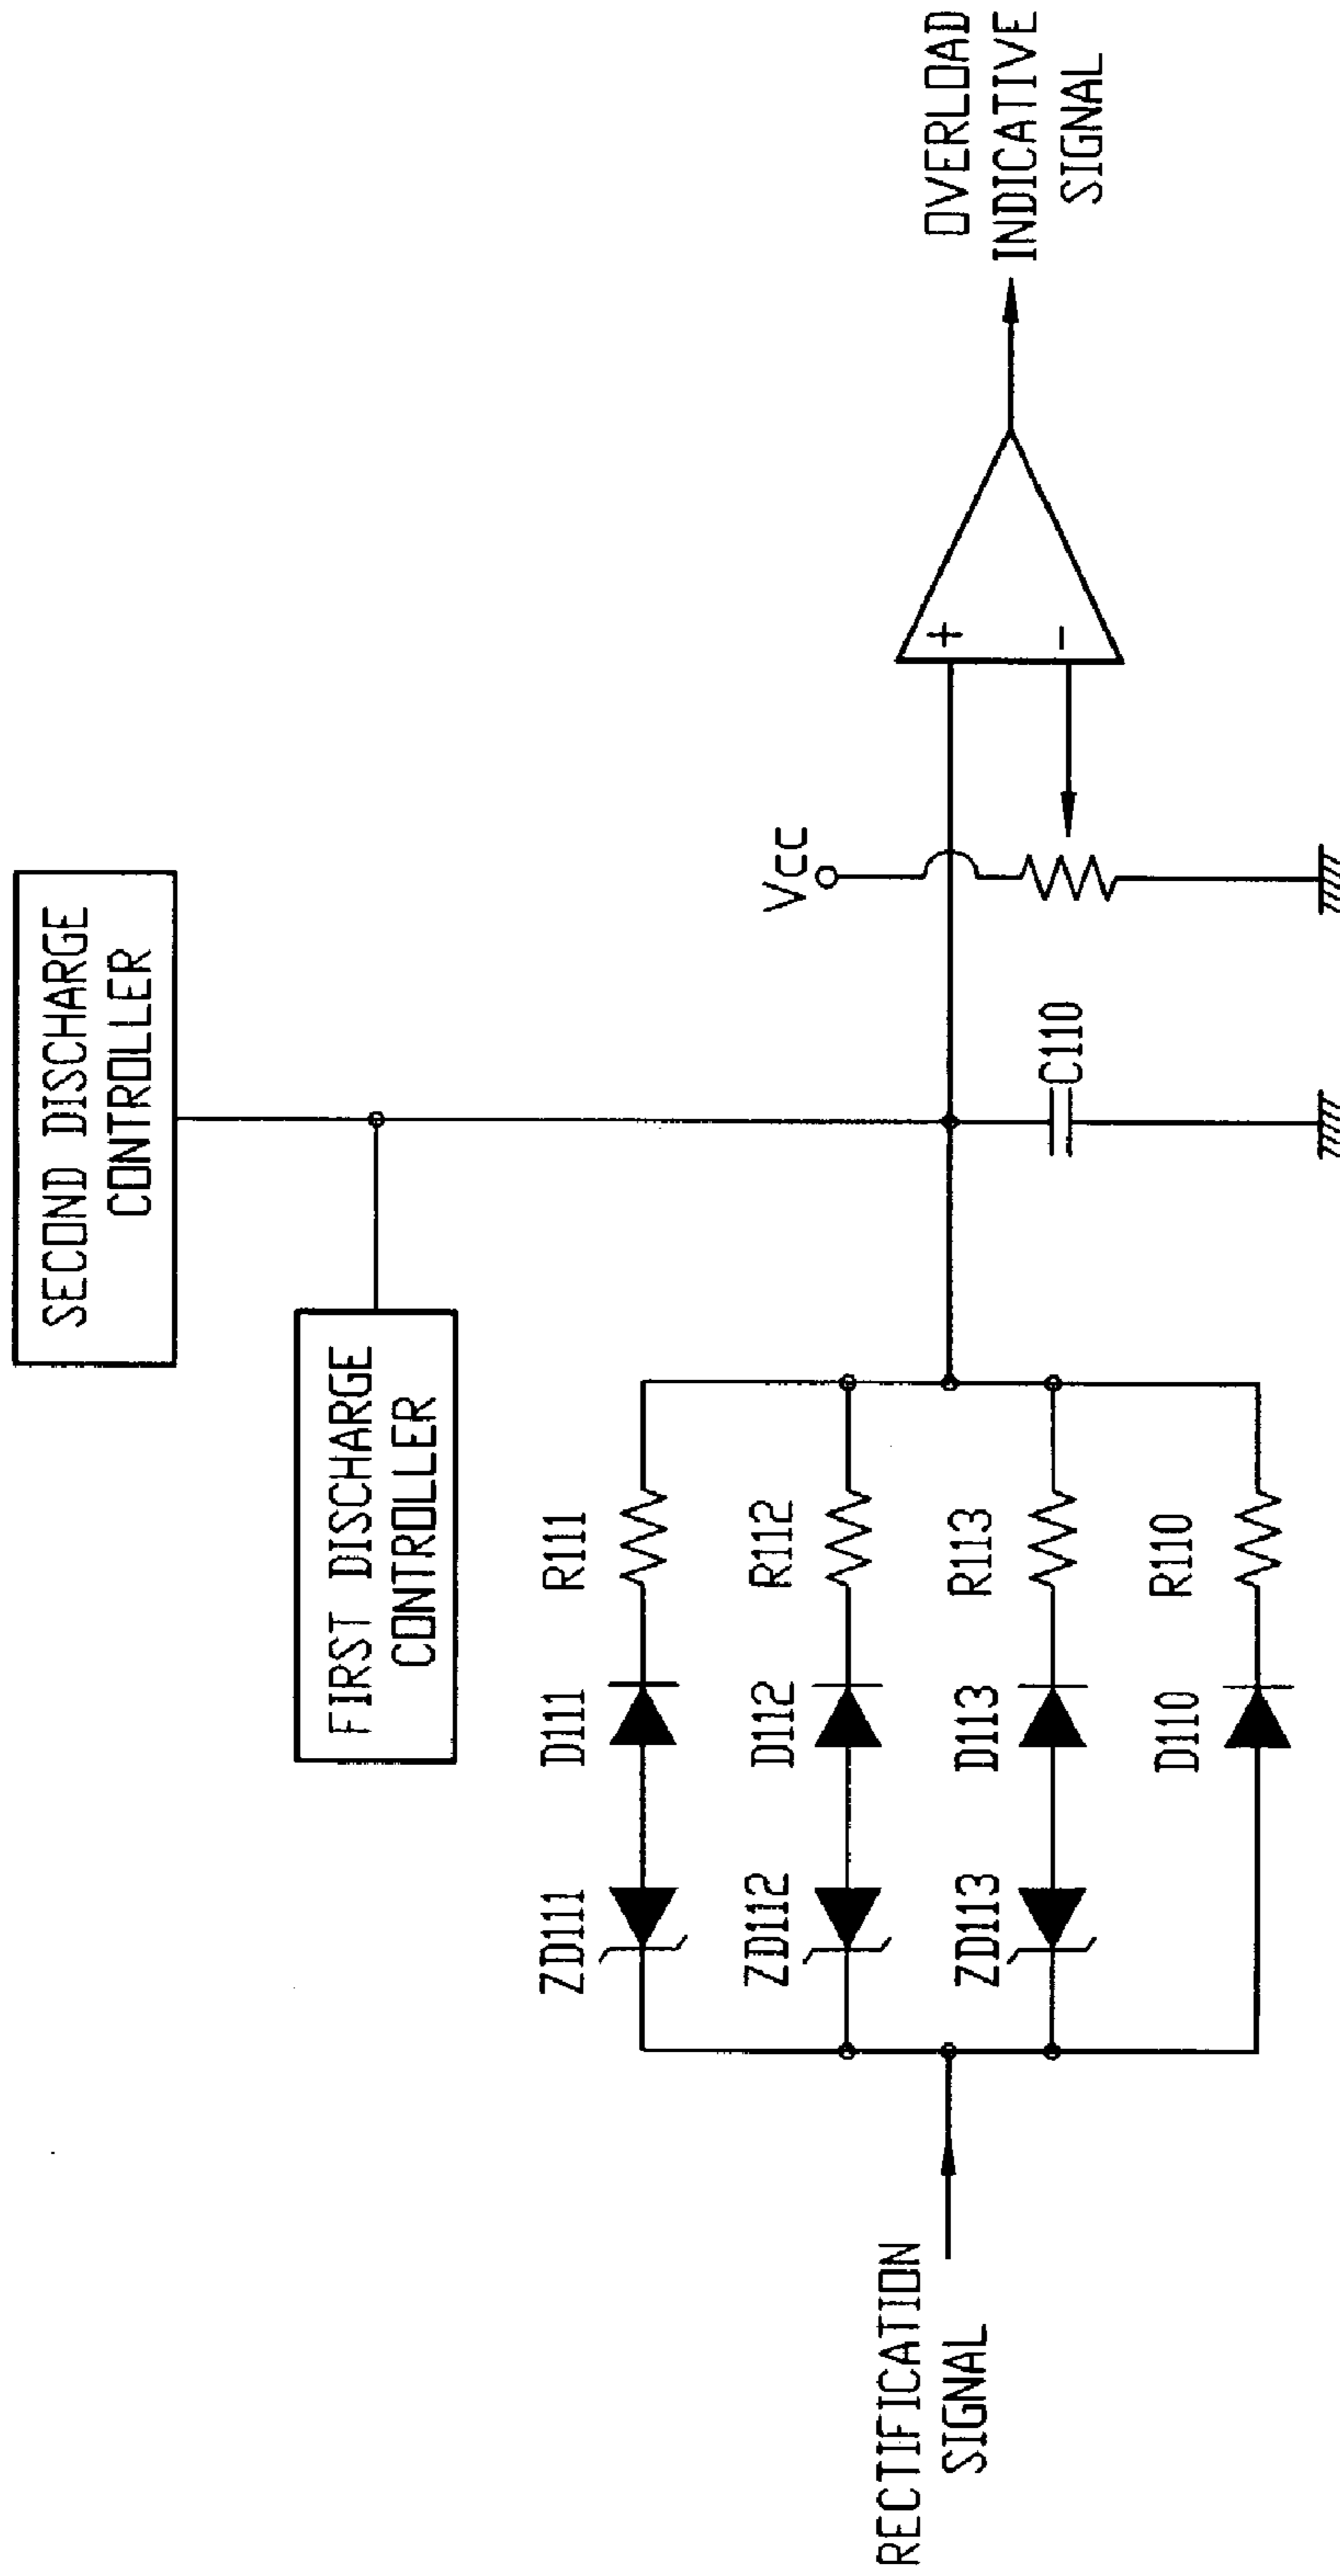 SECOND DISCHARGE
CONTROLLER
FIRST DISCHARGE
CONTROLLER
ZD111
D111
R111
ZD112
D112
R112
ZD113
D113
R113
D110
R110
RECTIFICATION
SIGNAL
C110
Vcc
+
-
OVERLOAD
INDICATIVE
SIGNAL